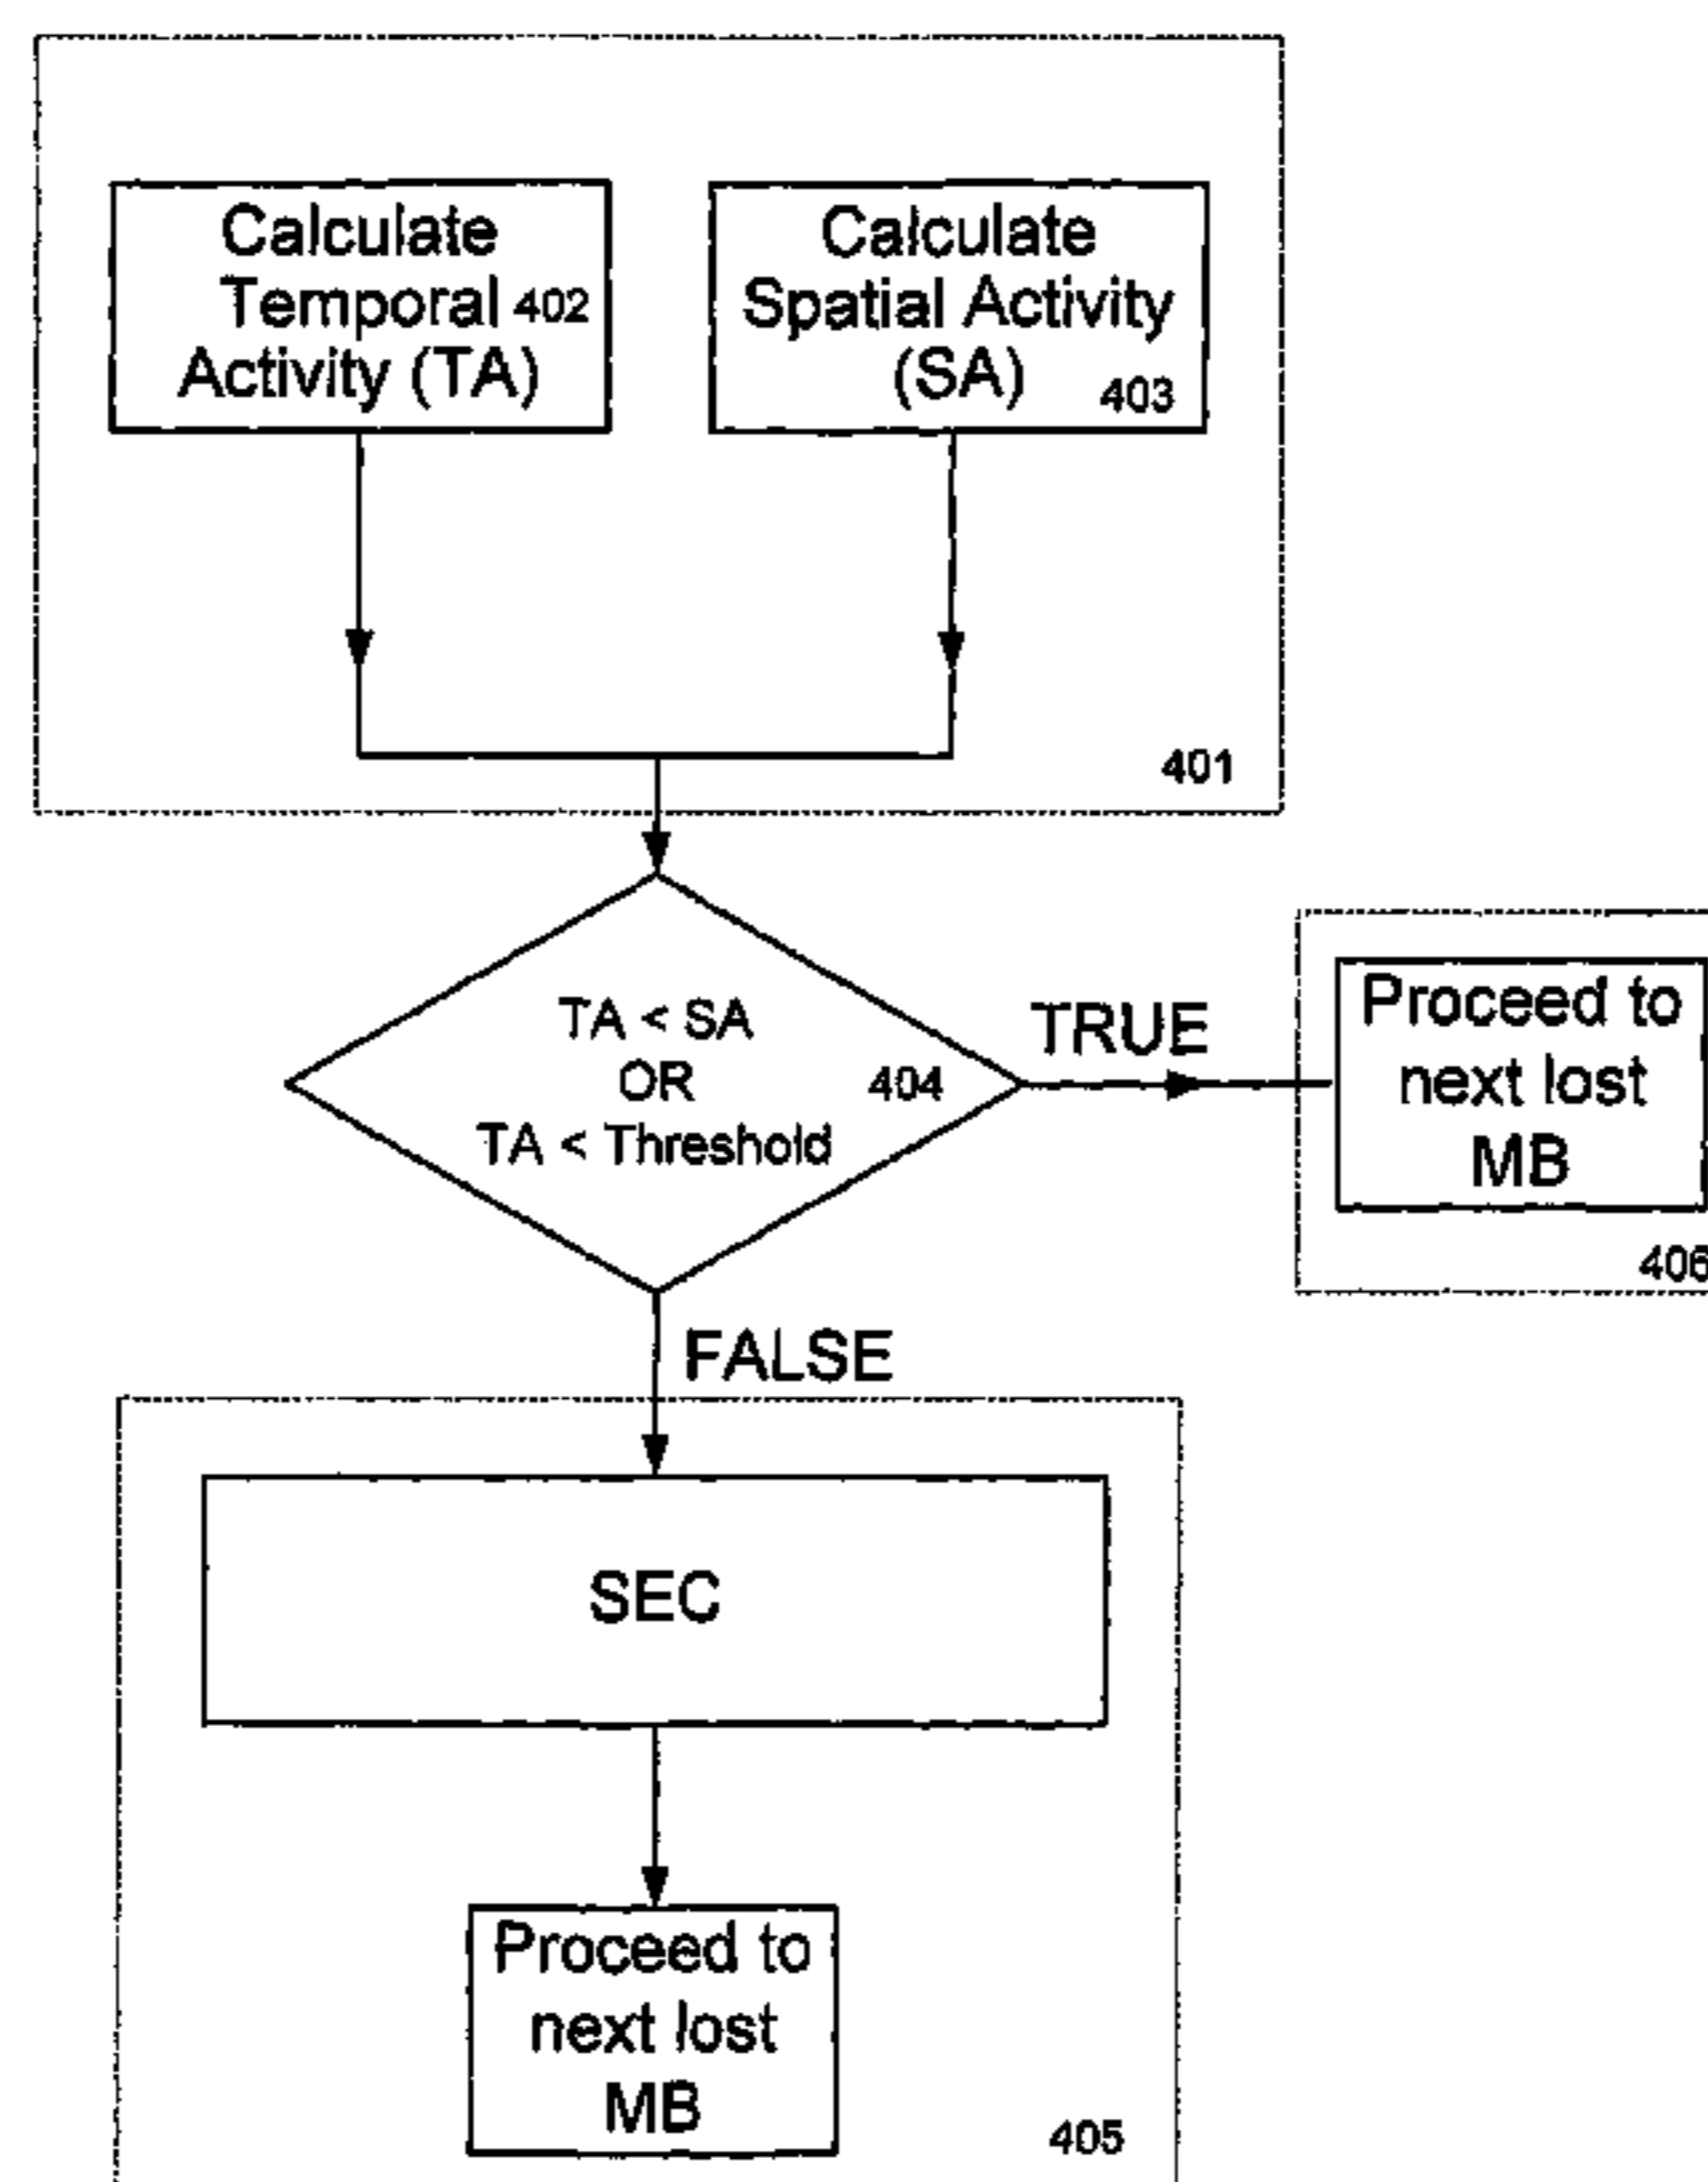 Calculate
Temporal 402
Activity (TA)
Calculate
Spatial Activity
(SA) 403
401
TA < SA
OR 404
TA < Threshold
TRUE
Proceed to
next lost
MB
406
FALSE
SEC
Proceed to
next lost
MB
405